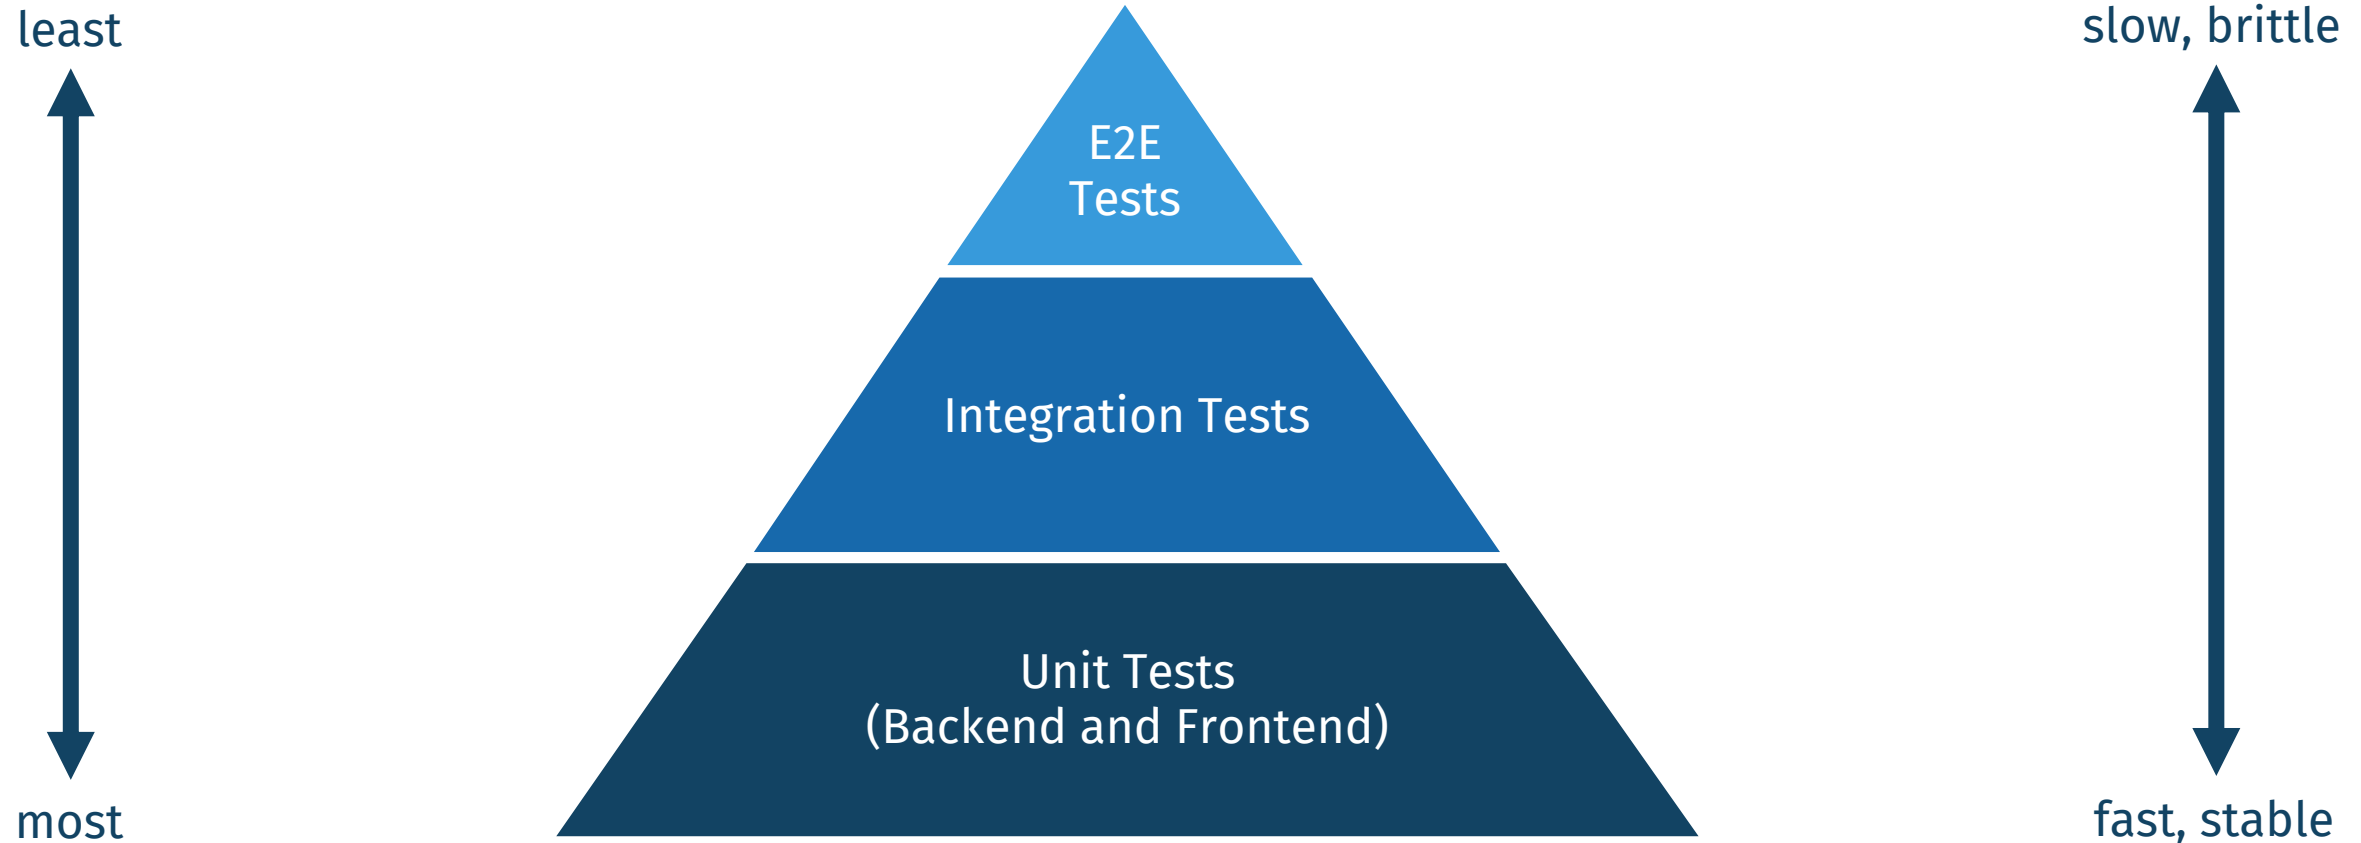 least
slow, brittle
E2E
Tests
Integration Tests
Unit Tests
(Backend and Frontend)
most
fast, stable